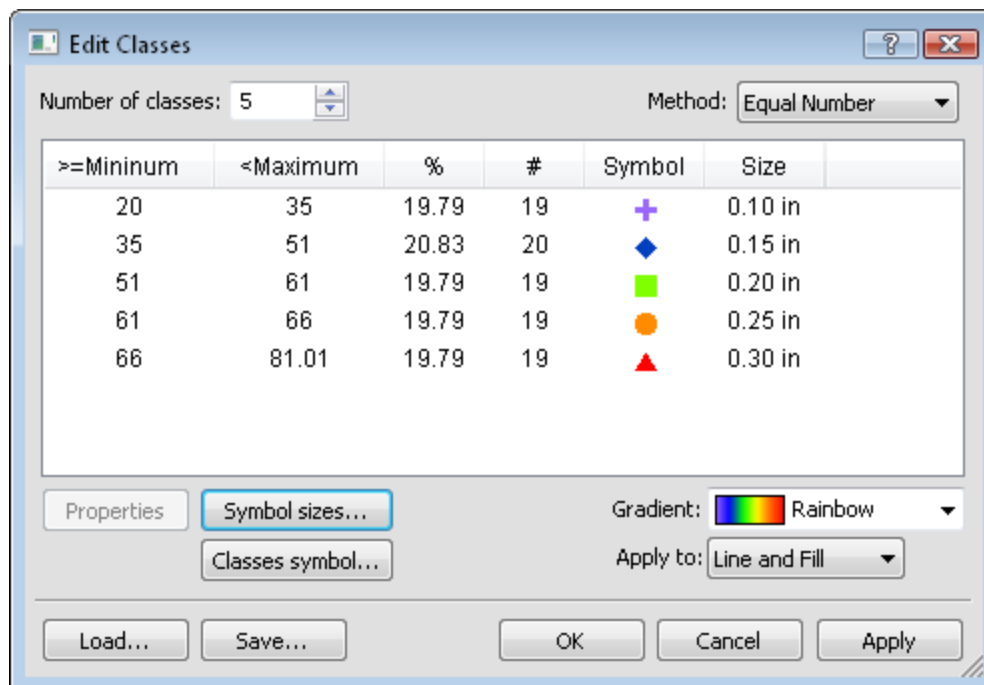 Edit Classes
Number of classes: 5 Method: Equal Number
>=Mininum <Maximum % # Symbol Size
20 35 19.79 19 0.10 in
35 51 20.83 20 0.15 in
51 61 19.79 19 0.20 in
61 66 19.79 19 0.25 in
66 81.01 19.79 19 0.30 in
Properties Symbol sizes... Gradient: Rainbow
Classes symbol... Apply to: Line and Fill
Load... Save... OK Cancel Apply